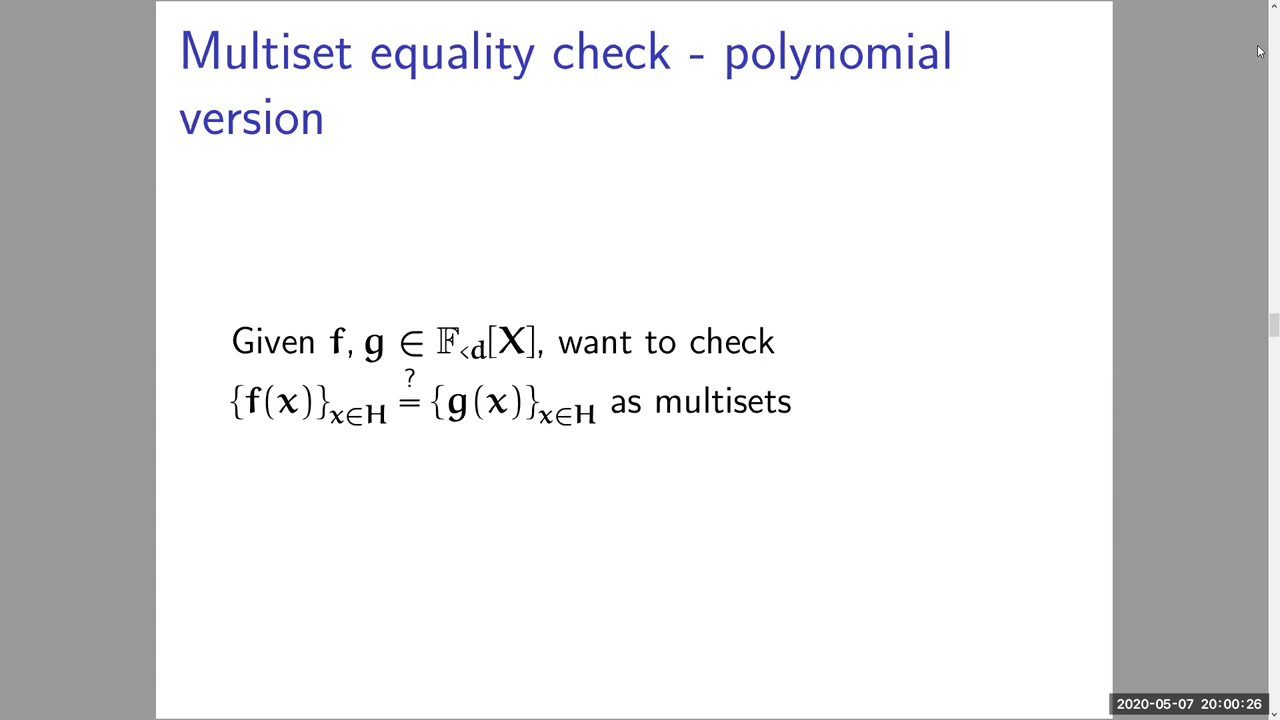 Multiset equality check - polynomial
version
Given f, g ∈ 𝔽<d[X], want to check
{f(x)}x∈H ≟ {g(x)}x∈H as multisets
2020-05-07 20:00:26